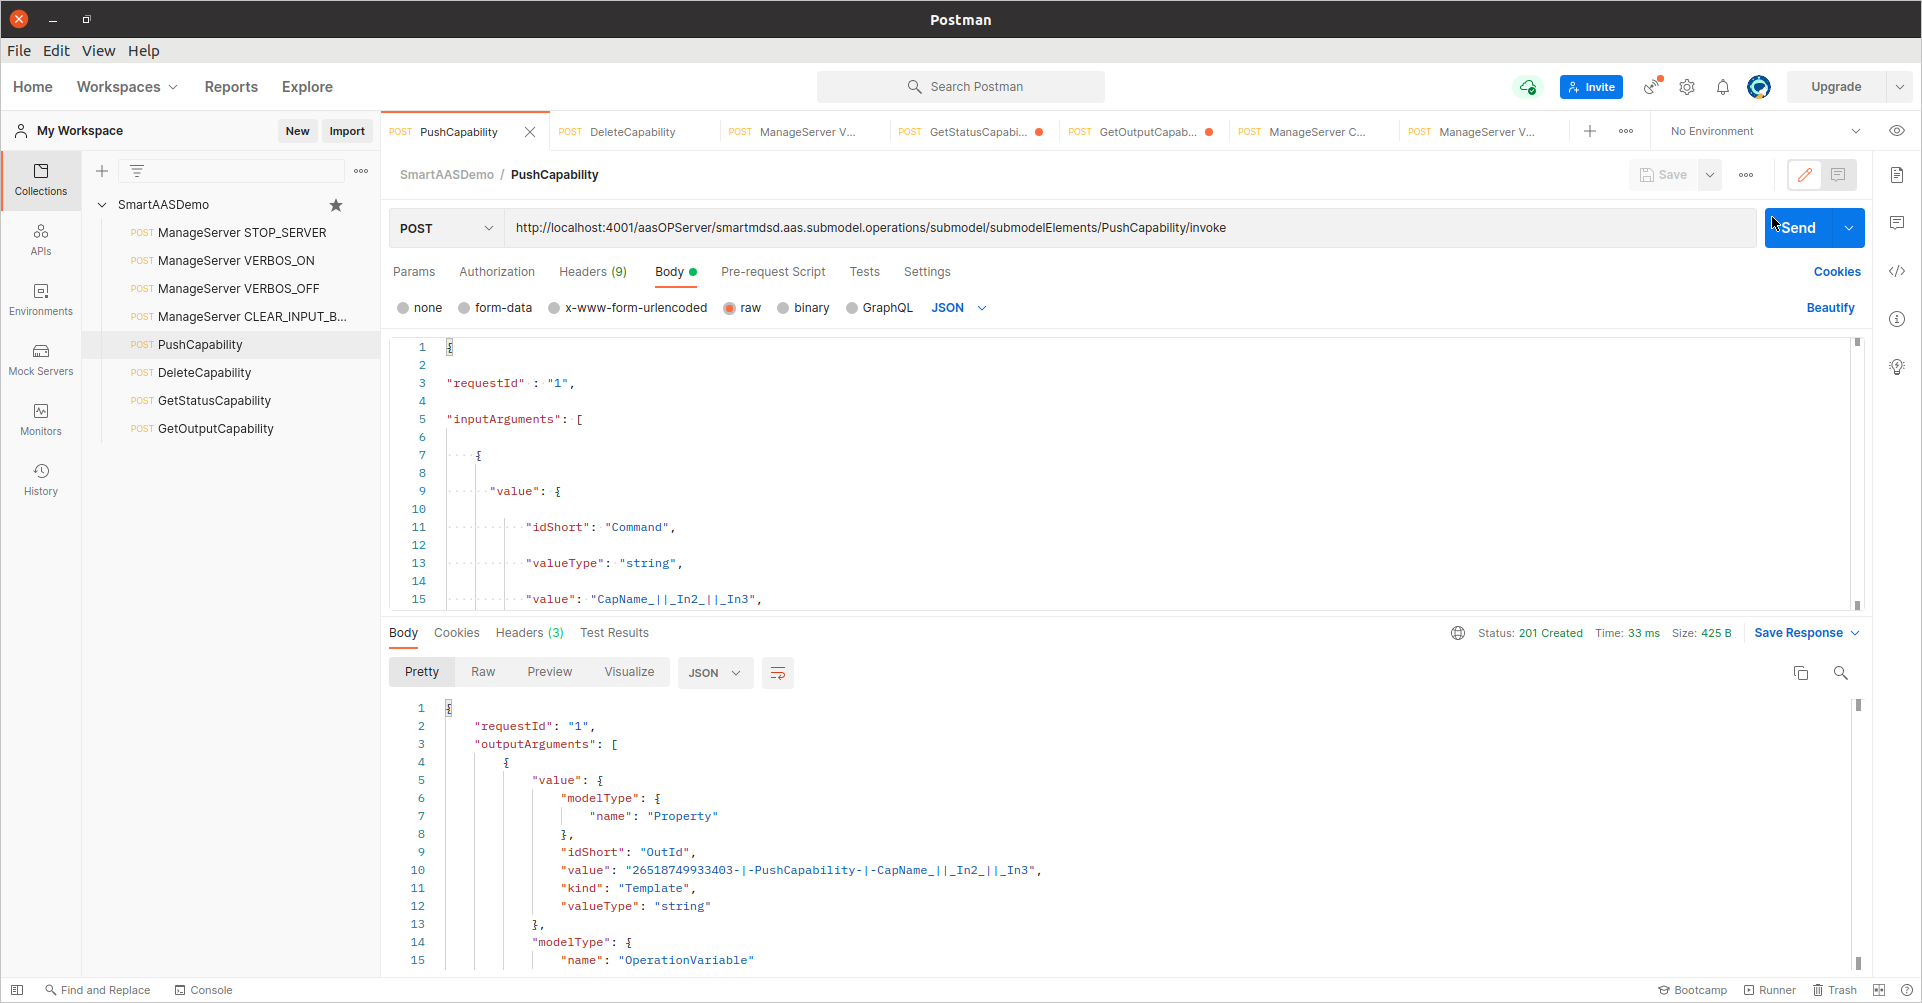 Postman
File Edit View Help
Home Workspaces Reports Explore Search Postman Invite Upgrade
My Workspace New Import
POST PushCapability POST DeleteCapability POST ManageServer V... POST GetStatusCapabi... POST GetOutputCapab... POST ManageServer C... POST ManageServer V... No Environment
Collections
APIs
Environments
Mock Servers
Monitors
History
SmartAASDemo
POST ManageServer STOP_SERVER
POST ManageServer VERBOS_ON
POST ManageServer VERBOS_OFF
POST ManageServer CLEAR_INPUT_B...
POST PushCapability
POST DeleteCapability
POST GetStatusCapability
POST GetOutputCapability
SmartAASDemo / PushCapability Save
POST http://localhost:4001/aasOPServer/smartmdsd.aas.submodel.operations/submodel/submodelElements/PushCapability/invoke Send
Params Authorization Headers (9) Body Pre-request Script Tests Settings Cookies
none form-data x-www-form-urlencoded raw binary GraphQL JSON Beautify
1 {
2
3 "requestId" : "1",
4
5 "inputArguments": [
6
7 {
8
9 "value": {
10
11 "idShort": "Command",
12
13 "valueType": "string",
14
15 "value": "CapName_||_In2_||_In3",
Body Cookies Headers (3) Test Results Status: 201 Created Time: 33 ms Size: 425 B Save Response
Pretty Raw Preview Visualize JSON
1 {
2 "requestId": "1",
3 "outputArguments": [
4 {
5 "value": {
6 "modelType": {
7 "name": "Property"
8 },
9 "idShort": "OutId",
10 "value": "26518749933403-|-PushCapability-|-CapName_||_In2_||_In3",
11 "kind": "Template",
12 "valueType": "string"
13 },
14 "modelType": {
15 "name": "OperationVariable"
Find and Replace Console Bootcamp Runner Trash